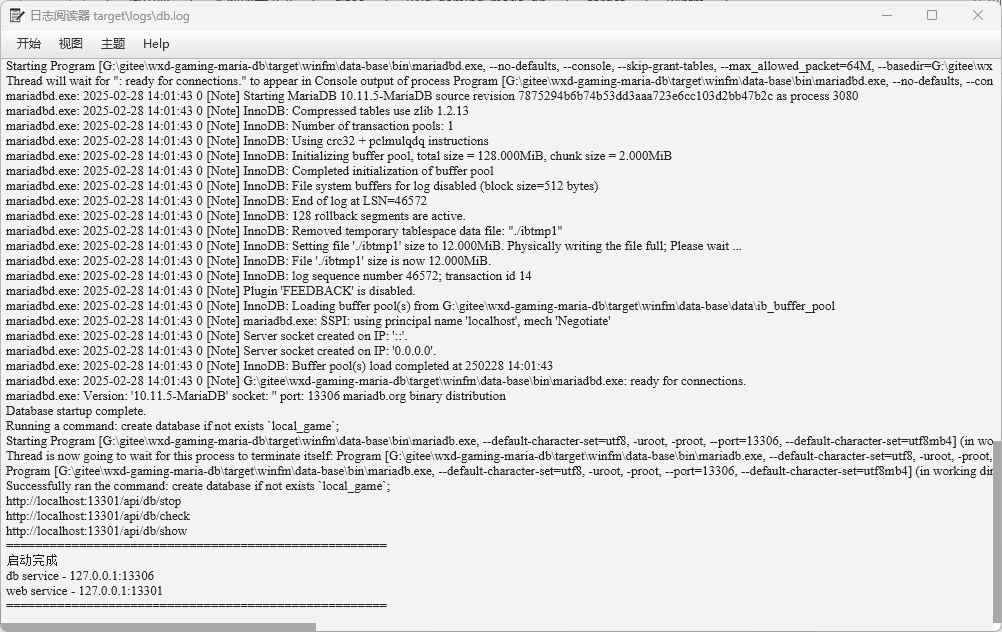 日志阅读器 target\logs\db.log
开始 视图 主题 Help
Starting Program [G:\gitee\wxd-gaming-maria-db\target\winfm\data-base\bin\mariadbd.exe, --no-defaults, --console, --skip-grant-tables, --max_allowed_packet=64M, --basedir=G:\gitee\wx
Thread will wait for ": ready for connections." to appear in Console output of process Program [G:\gitee\wxd-gaming-maria-db\target\winfm\data-base\bin\mariadbd.exe, --no-defaults, --con
mariadbd.exe: 2025-02-28 14:01:43 0 [Note] Starting MariaDB 10.11.5-MariaDB source revision 7875294b6b74b53dd3aaa723e6cc103d2bb47b2c as process 3080
mariadbd.exe: 2025-02-28 14:01:43 0 [Note] InnoDB: Compressed tables use zlib 1.2.13
mariadbd.exe: 2025-02-28 14:01:43 0 [Note] InnoDB: Number of transaction pools: 1
mariadbd.exe: 2025-02-28 14:01:43 0 [Note] InnoDB: Using crc32 + pclmulqdq instructions
mariadbd.exe: 2025-02-28 14:01:43 0 [Note] InnoDB: Initializing buffer pool, total size = 128.000MiB, chunk size = 2.000MiB
mariadbd.exe: 2025-02-28 14:01:43 0 [Note] InnoDB: Completed initialization of buffer pool
mariadbd.exe: 2025-02-28 14:01:43 0 [Note] InnoDB: File system buffers for log disabled (block size=512 bytes)
mariadbd.exe: 2025-02-28 14:01:43 0 [Note] InnoDB: End of log at LSN=46572
mariadbd.exe: 2025-02-28 14:01:43 0 [Note] InnoDB: 128 rollback segments are active.
mariadbd.exe: 2025-02-28 14:01:43 0 [Note] InnoDB: Removed temporary tablespace data file: "./ibtmp1"
mariadbd.exe: 2025-02-28 14:01:43 0 [Note] InnoDB: Setting file './ibtmp1' size to 12.000MiB. Physically writing the file full; Please wait ...
mariadbd.exe: 2025-02-28 14:01:43 0 [Note] InnoDB: File './ibtmp1' size is now 12.000MiB.
mariadbd.exe: 2025-02-28 14:01:43 0 [Note] InnoDB: log sequence number 46572; transaction id 14
mariadbd.exe: 2025-02-28 14:01:43 0 [Note] Plugin 'FEEDBACK' is disabled.
mariadbd.exe: 2025-02-28 14:01:43 0 [Note] InnoDB: Loading buffer pool(s) from G:\gitee\wxd-gaming-maria-db\target\winfm\data-base\data\ib_buffer_pool
mariadbd.exe: 2025-02-28 14:01:43 0 [Note] mariadbd.exe: SSPI: using principal name 'localhost', mech 'Negotiate'
mariadbd.exe: 2025-02-28 14:01:43 0 [Note] Server socket created on IP: '::'.
mariadbd.exe: 2025-02-28 14:01:43 0 [Note] Server socket created on IP: '0.0.0.0'.
mariadbd.exe: 2025-02-28 14:01:43 0 [Note] InnoDB: Buffer pool(s) load completed at 250228 14:01:43
mariadbd.exe: 2025-02-28 14:01:43 0 [Note] G:\gitee\wxd-gaming-maria-db\target\winfm\data-base\bin\mariadbd.exe: ready for connections.
mariadbd.exe: Version: '10.11.5-MariaDB' socket: '' port: 13306 mariadb.org binary distribution
Database startup complete.
Running a command: create database if not exists `local_game`;
Starting Program [G:\gitee\wxd-gaming-maria-db\target\winfm\data-base\bin\mariadb.exe, --default-character-set=utf8, -uroot, -proot, --port=13306, --default-character-set=utf8mb4] (in wo
Thread is now going to wait for this process to terminate itself: Program [G:\gitee\wxd-gaming-maria-db\target\winfm\data-base\bin\mariadb.exe, --default-character-set=utf8, -uroot, -proot,
Program [G:\gitee\wxd-gaming-maria-db\target\winfm\data-base\bin\mariadb.exe, --default-character-set=utf8, -uroot, -proot, --port=13306, --default-character-set=utf8mb4] (in working dir
Successfully ran the command: create database if not exists `local_game`;
http://localhost:13301/api/db/stop
http://localhost:13301/api/db/check
http://localhost:13301/api/db/show
====================================================
启动完成
db service - 127.0.0.1:13306
web service - 127.0.0.1:13301
====================================================